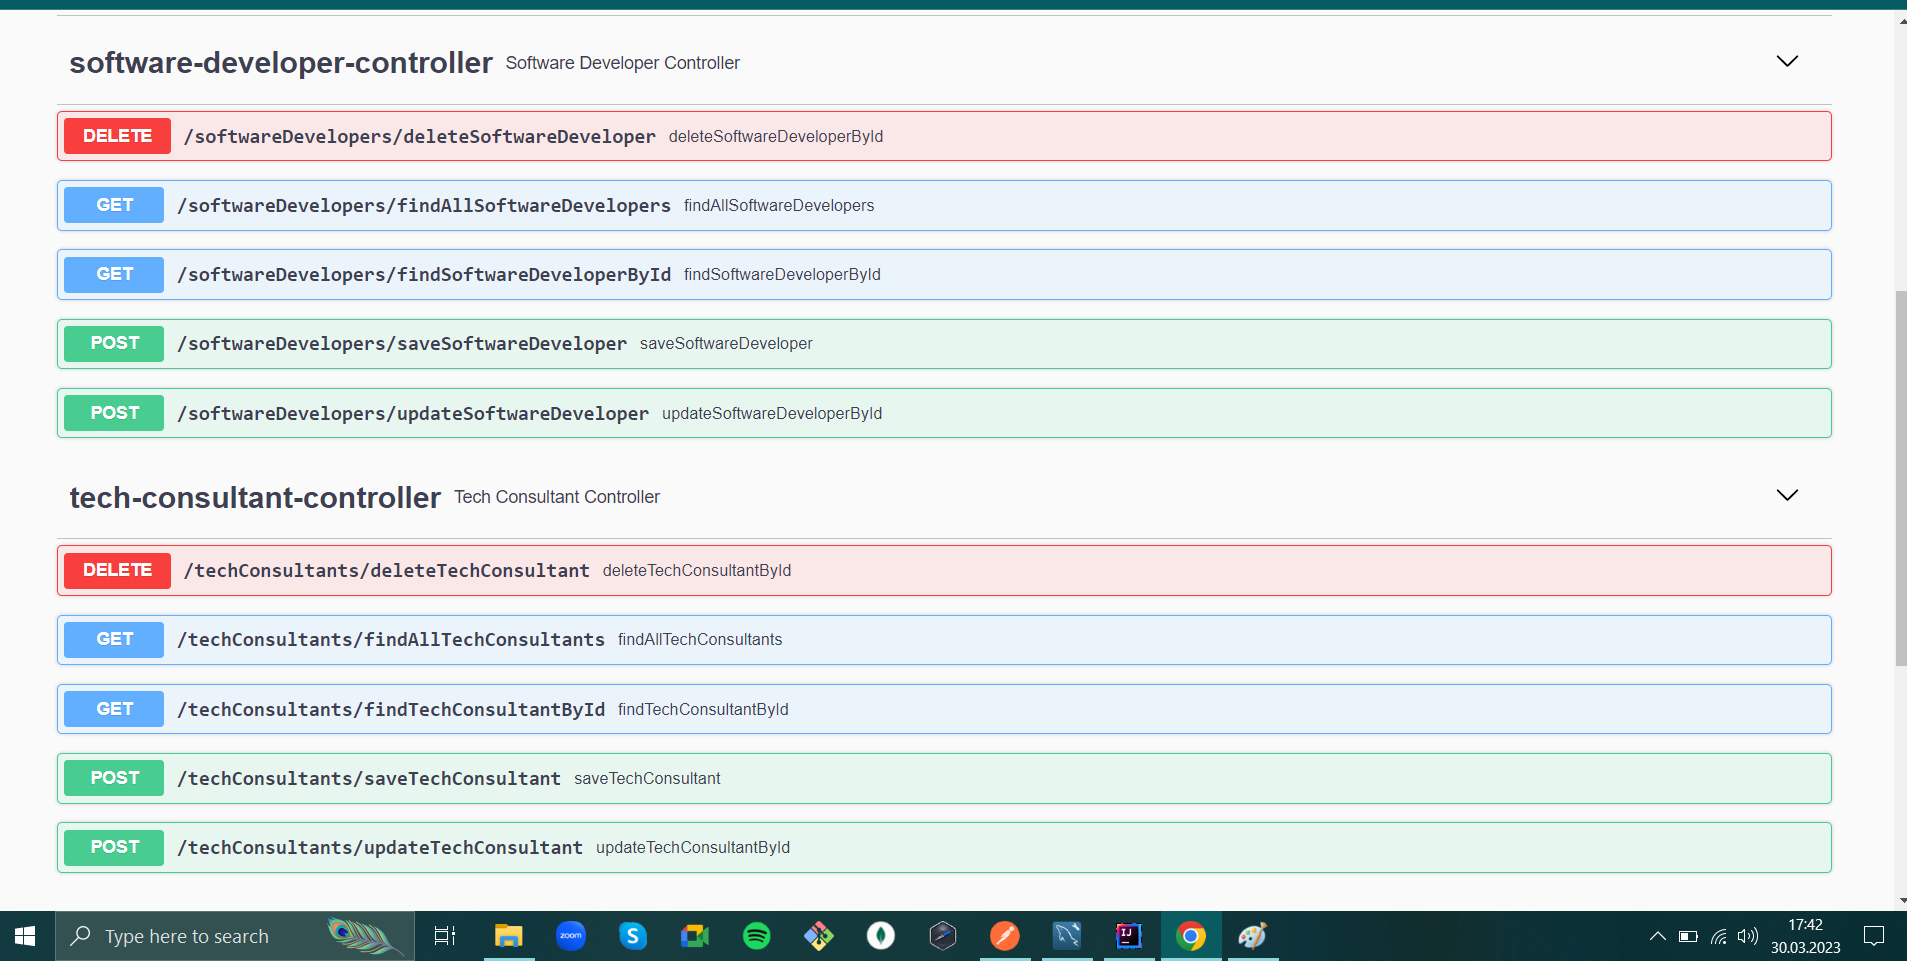 software-developer-controller Software Developer Controller
DELETE /softwareDevelopers/deleteSoftwareDeveloper deleteSoftwareDeveloperById
GET /softwareDevelopers/findAllSoftwareDevelopers findAllSoftwareDevelopers
GET /softwareDevelopers/findSoftwareDeveloperById findSoftwareDeveloperById
POST /softwareDevelopers/saveSoftwareDeveloper saveSoftwareDeveloper
POST /softwareDevelopers/updateSoftwareDeveloper updateSoftwareDeveloperById
tech-consultant-controller Tech Consultant Controller
DELETE /techConsultants/deleteTechConsultant deleteTechConsultantById
GET /techConsultants/findAllTechConsultants findAllTechConsultants
GET /techConsultants/findTechConsultantById findTechConsultantById
POST /techConsultants/saveTechConsultant saveTechConsultant
POST /techConsultants/updateTechConsultant updateTechConsultantById
Type here to search
zoom
S
IJ
17:42
30.03.2023